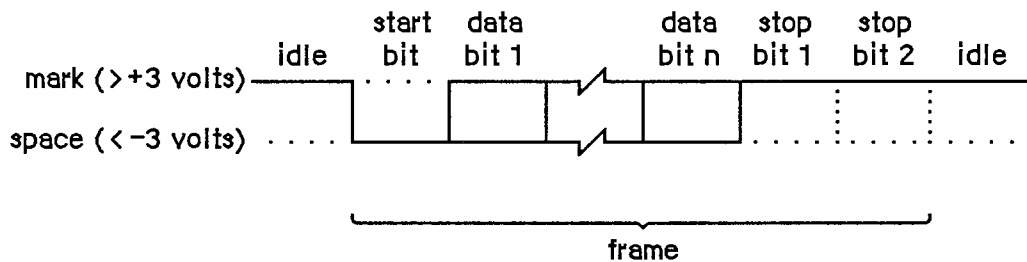 start data data stop stop
idle bit bit 1 bit n bit 1 bit 2 idle
mark (>+3 volts)
space (<-3 volts)
frame